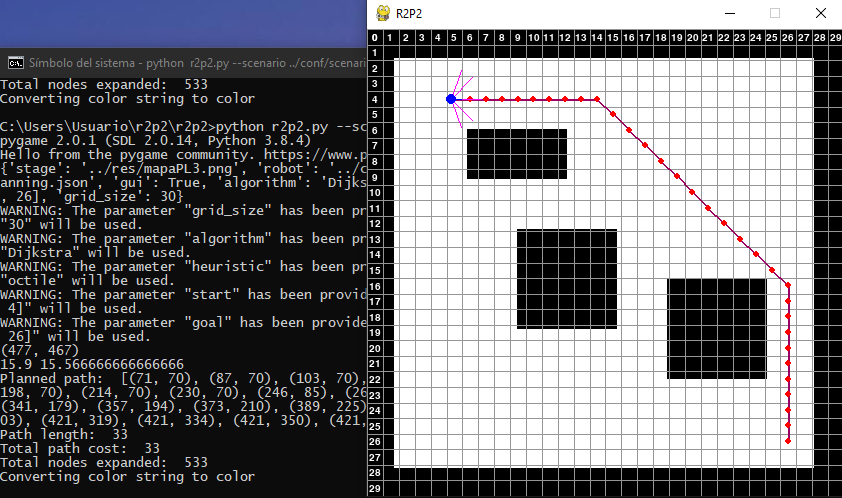 R2P2
Símbolo del sistema - python r2p2.py --scenario ../conf/scenari
Total nodes expanded:  533
Converting color string to color
C:\Users\Usuario\r2p2\r2p2>python r2p2.py --sc
pygame 2.0.1 (SDL 2.0.14, Python 3.8.4)
Hello from the pygame community. https://www.p
{'stage': '../res/mapaPL3.png', 'robot': '../c
anning.json', 'gui': True, 'algorithm': 'Dijks
, 26], 'grid_size': 30}
WARNING: The parameter "grid_size" has been pr
"30" will be used.
WARNING: The parameter "algorithm" has been pr
"Dijkstra" will be used.
WARNING: The parameter "heuristic" has been pr
"octile" will be used.
WARNING: The parameter "start" has been provid
 4]" will be used.
WARNING: The parameter "goal" has been provide
 26]" will be used.
(477, 467)
15.9 15.566666666666666
Planned path:  [(71, 70), (87, 70), (103, 70),
198, 70), (214, 70), (230, 70), (246, 85), (26
(341, 179), (357, 194), (373, 210), (389, 225)
03), (421, 319), (421, 334), (421, 350), (421,
Path length:  33
Total path cost:  33
Total nodes expanded:  533
Converting color string to color
0 1 2 3 4 5 6 7 8 9 10 11 12 13 14 15 16 17 18 19 20 21 22 23 24 25 26 27 28 29
1
2
3
4
5
6
7
8
9
10
11
12
13
14
15
16
17
18
19
20
21
22
23
24
25
26
27
28
29